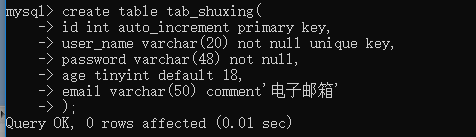 mysql> create table tab_shuxing(
    -> id int auto_increment primary key,
    -> user_name varchar(20) not null unique key,
    -> password varchar(48) not null,
    -> age tinyint default 18,
    -> email varchar(50) comment'电子邮箱'
    -> );
Query OK, 0 rows affected (0.01 sec)